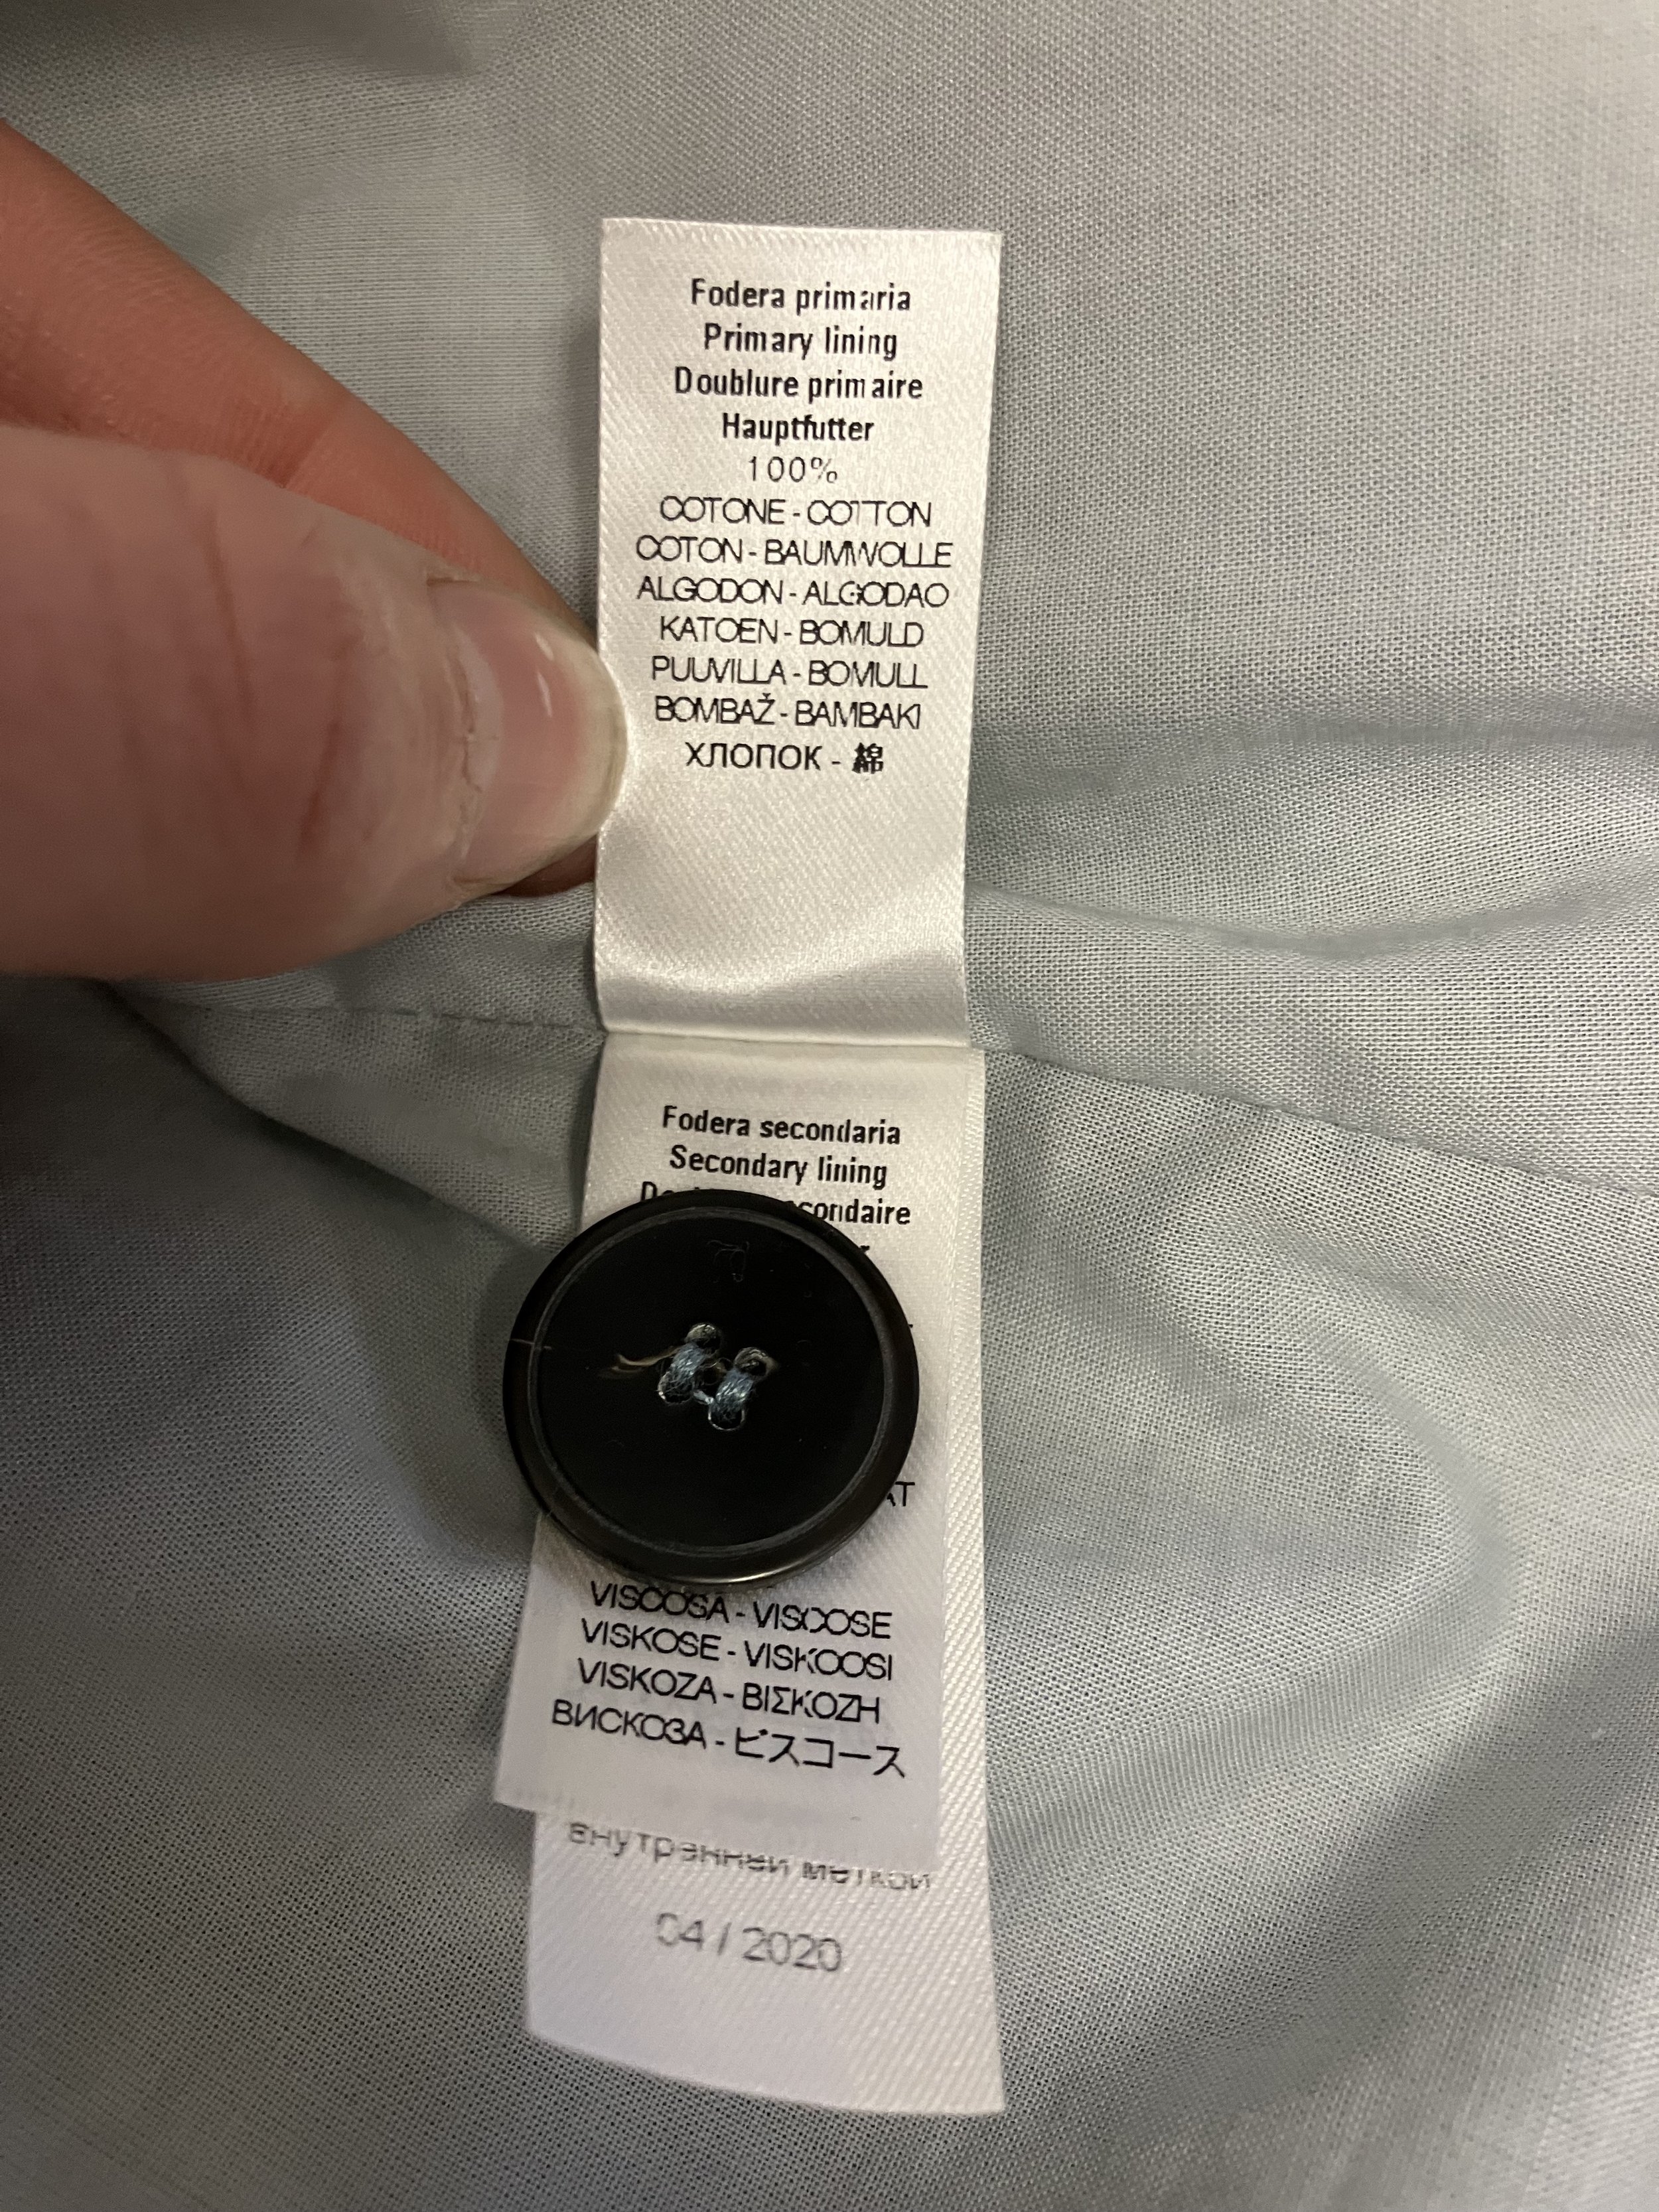 Fodera primaria
Primary lining
Doublure primaire
Hauptfutter
100%
COTONE - COTTON
COTON - BAUMWOLLE
ALGODON - ALGODAO
KATOEN - BOMULD
PUUVILLA - BOMULL
BOMBAŽ - BAMBAKI
ХЛОПОК - 綿
Fodera secondaria
Secondary lining
VISCOSA - VISCOSE
VISKOSE - VISKOOSI
VISKOZA - ΒΙΣΚΟΖΗ
ВИСКОЗА - ビスコース
внутренней меткой
04 / 2020